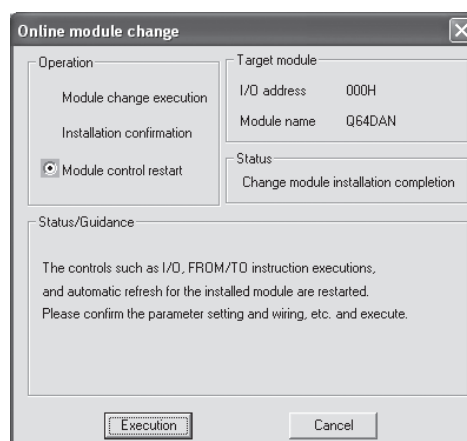 Online module change
Operation
Module change execution
Installation confirmation
Module control restart
Target module
I/O address 000H
Module name Q64DAN
Status
Change module installation completion
Status/Guidance
The controls such as I/O, FROM/TO instruction executions,
and automatic refresh for the installed module are restarted.
Please confirm the parameter setting and wiring, etc. and execute.
Execution
Cancel